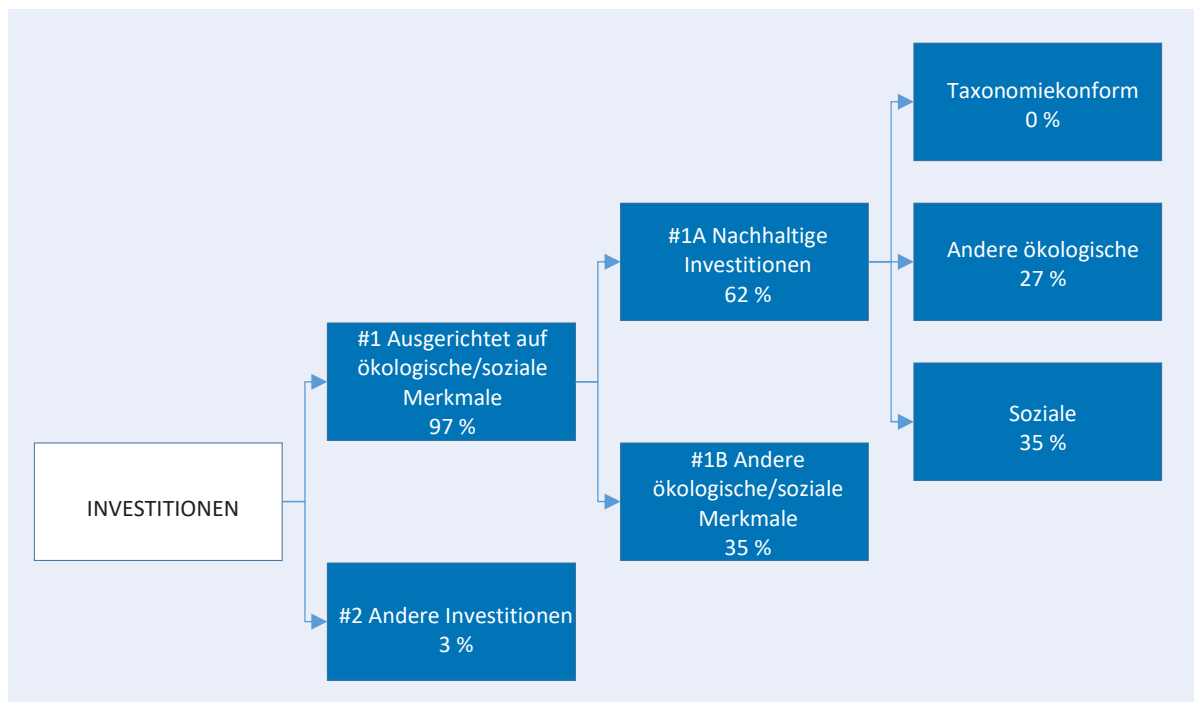 INVESTITIONEN
#1 Ausgerichtet auf
ökologische/soziale
Merkmale
97 %
#2 Andere Investitionen
3 %
#1A Nachhaltige
Investitionen
62 %
#1B Andere
ökologische/soziale
Merkmale
35 %
Taxonomiekonform
0 %
Andere ökologische
27 %
Soziale
35 %